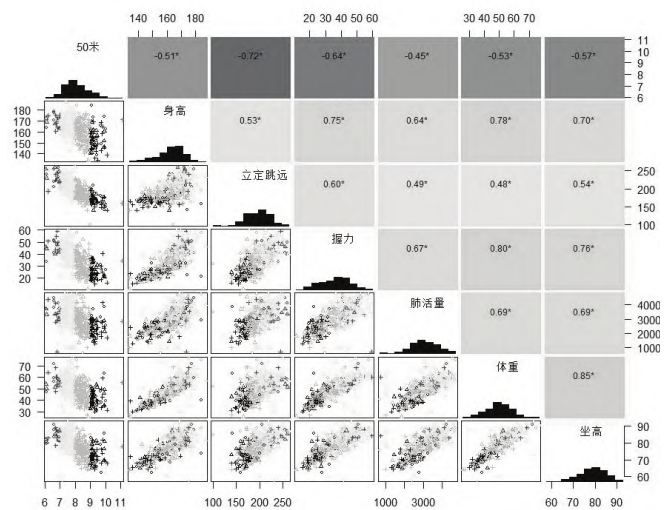 140 160 180 20 30 40 50 60 30 40 50 60 70
50米 -0.51* -0.72* -0.64* -0.45* -0.53* -0.57* 11 10 9 8 7 6
180 170 160 150 140 身高 0.53* 0.75* 0.64* 0.78* 0.70*
立定跳远 0.60* 0.49* 0.48* 0.54* 250 200 150 100
60 50 40 30 20 握力 0.67* 0.80* 0.76*
肺活量 0.69* 0.69* 4000 3000 2000 1000
70 60 50 40 30 体重 0.85*
坐高 90 80 70 60
6 7 8 9 10 11 100 150 200 250 1000 3000 60 70 80 90